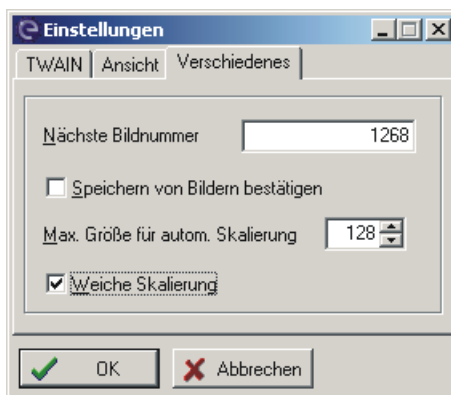 Einstellungen
TWAIN Ansicht Verschiedenes
Nächste Bildnummer 1268
Speichern von Bildern bestätigen
Max. Größe für autom. Skalierung 128
Weiche Skalierung
OK Abbrechen